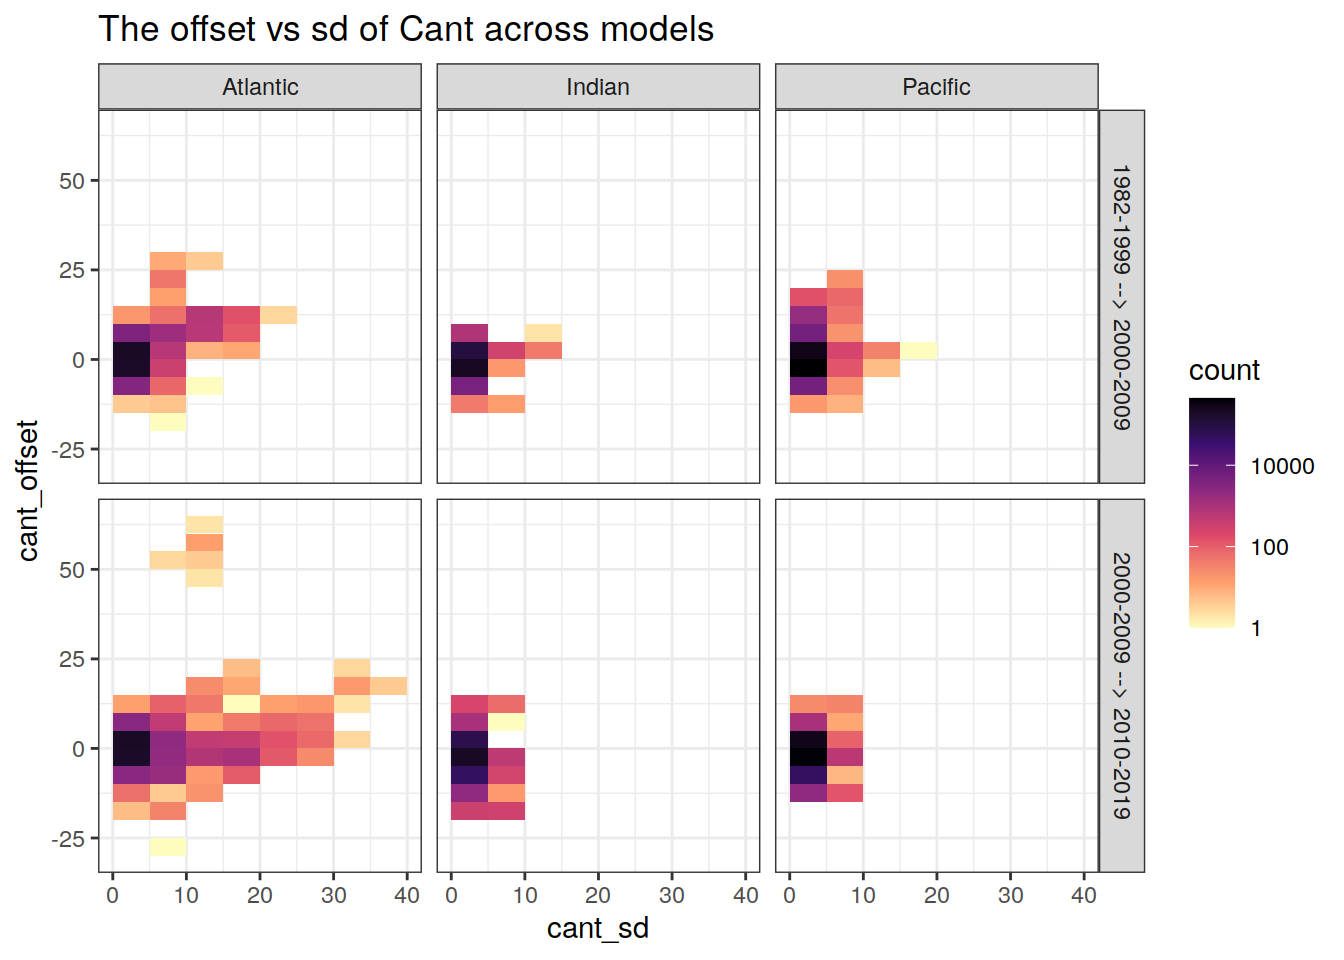 The offset vs sd of Cant across models
Atlantic
Indian
Pacific
1982-1999 --> 2000-2009
2000-2009 --> 2010-2019
cant_offset
50
25
0
-25
50
25
0
-25
0 10 20 30 40
0 10 20 30 40
0 10 20 30 40
cant_sd
count
10000
100
1